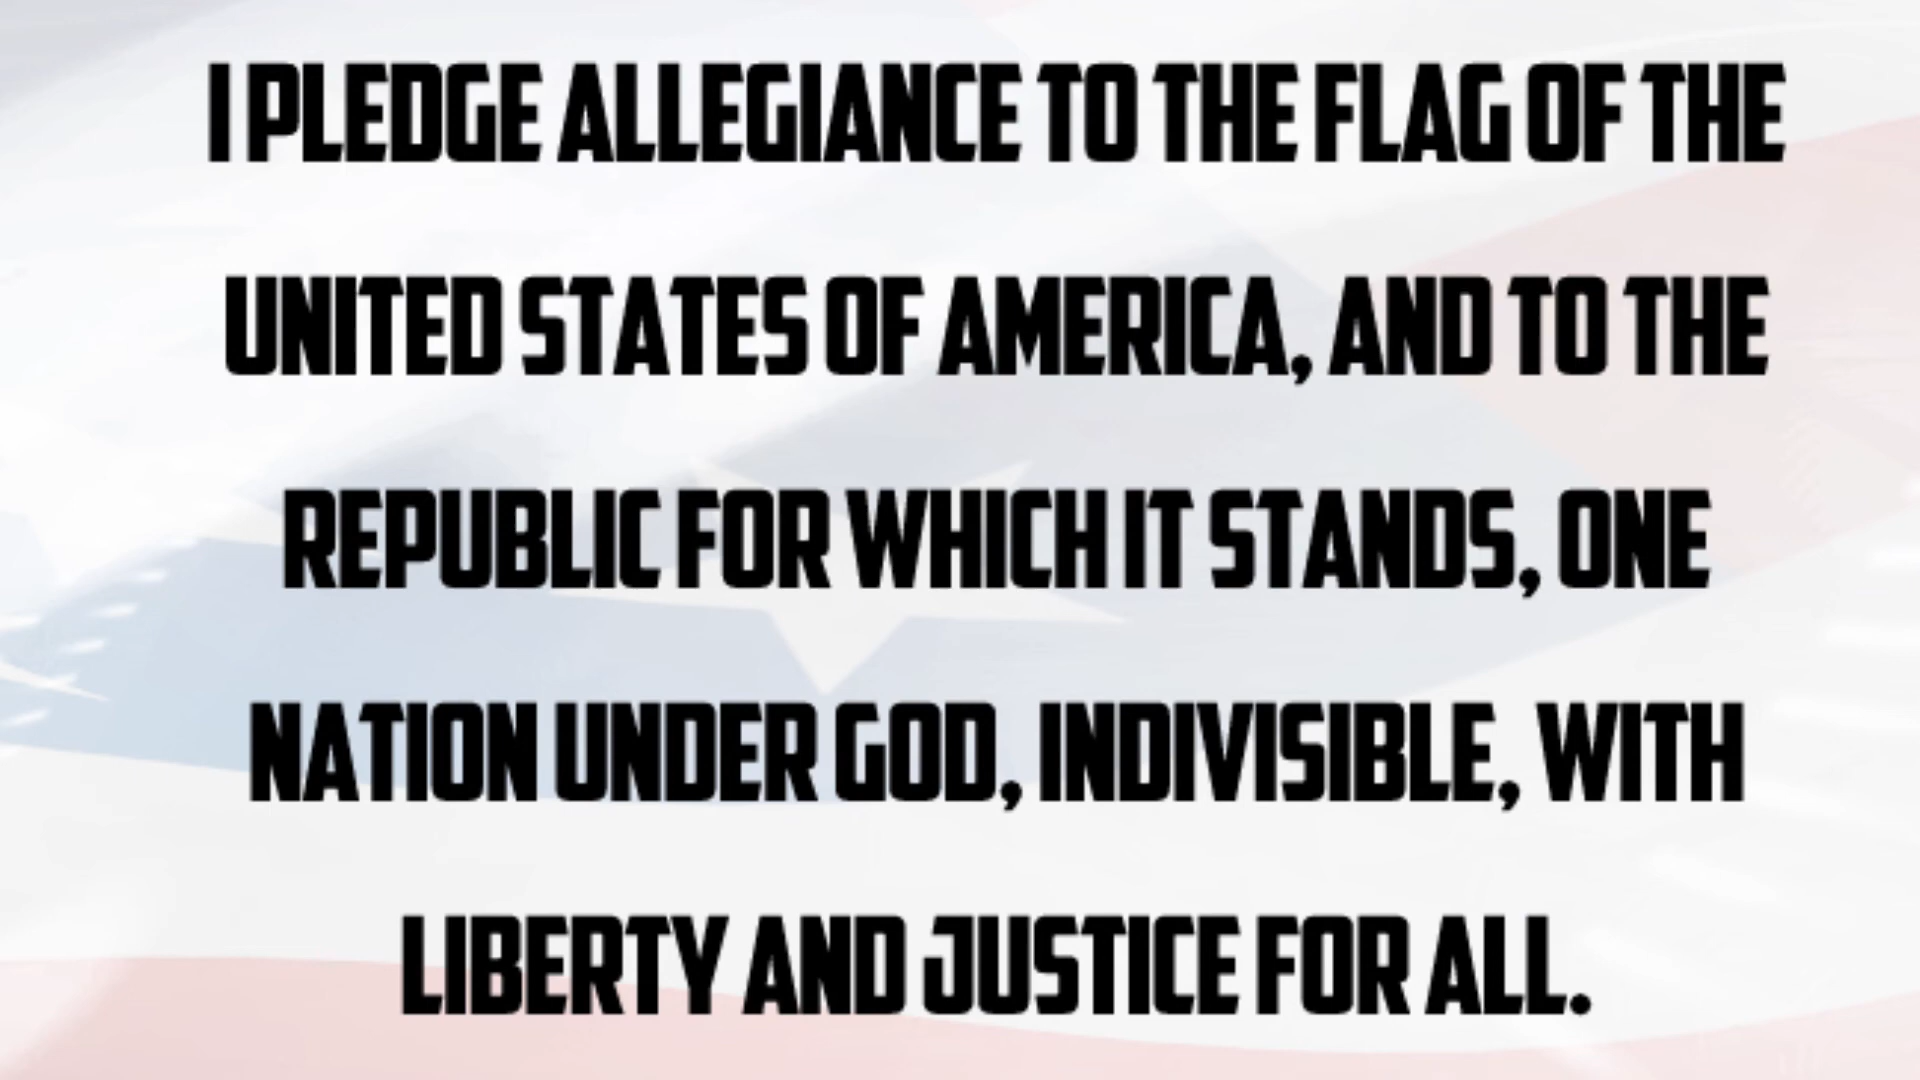 I PLEDGE ALLEGIANCE TO THE FLAG OF THE
UNITED STATES OF AMERICA, AND TO THE
REPUBLIC FOR WHICH IT STANDS, ONE
NATION UNDER GOD, INDIVISIBLE, WITH
LIBERTY AND JUSTICE FOR ALL.